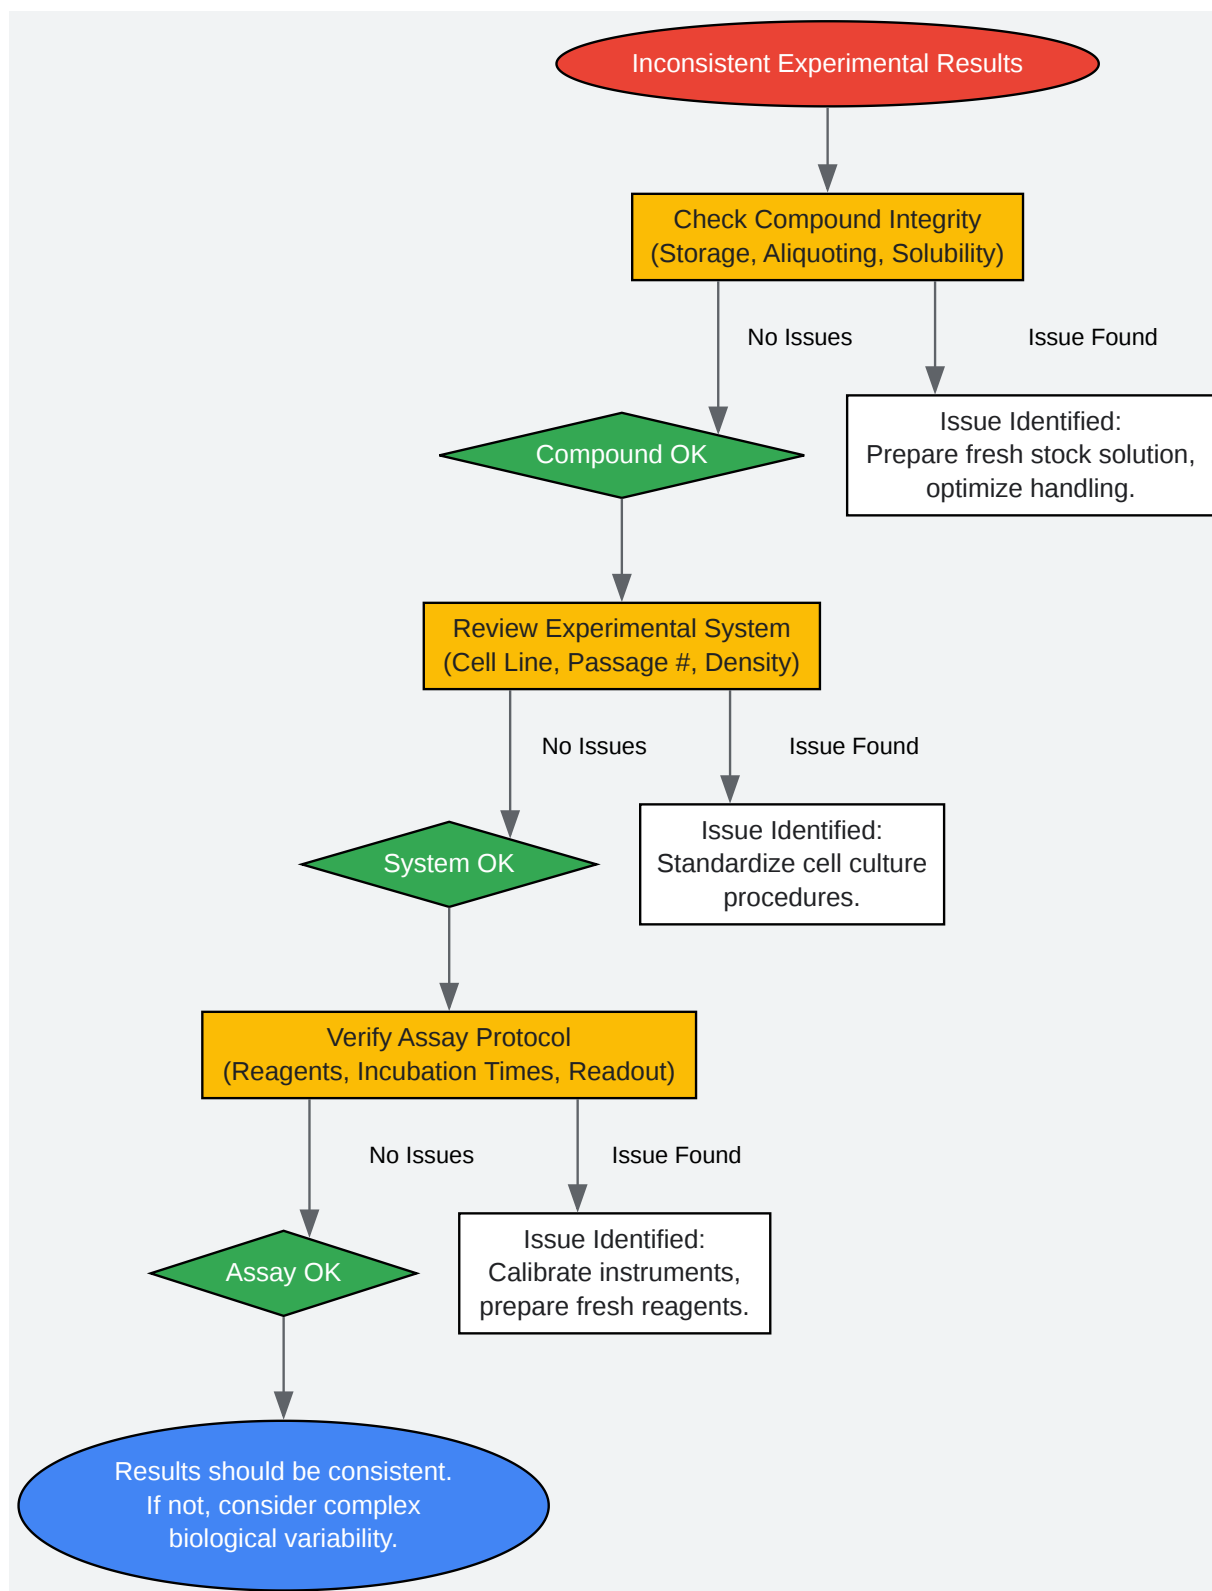 Inconsistent Experimental Results
Check Compound Integrity
(Storage, Aliquoting, Solubility)
No Issues
Issue Found
Compound OK
Issue Identified:
Prepare fresh stock solution,
optimize handling.
Review Experimental System
(Cell Line, Passage #, Density)
No Issues
Issue Found
System OK
Issue Identified:
Standardize cell culture
procedures.
Verify Assay Protocol
(Reagents, Incubation Times, Readout)
No Issues
Issue Found
Assay OK
Issue Identified:
Calibrate instruments,
prepare fresh reagents.
Results should be consistent.
If not, consider complex
biological variability.